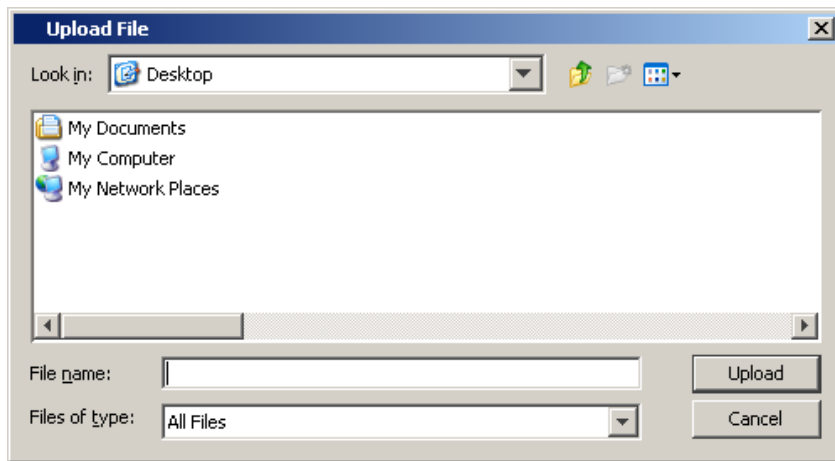 Upload File
Look in: Desktop
My Documents
My Computer
My Network Places
File name: Upload
Files of type: All Files Cancel